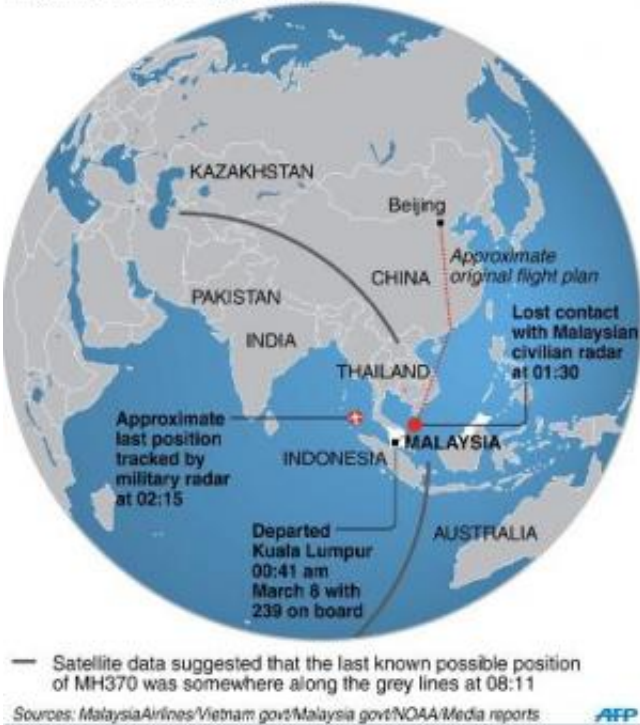 KAZAKHSTAN
Beijing
Approximate
original flight plan
CHINA
PAKISTAN
Lost contact
with Malaysian
civilian radar
at 01:30
INDIA
THAILAND
Approximate
last position
tracked by
military radar
at 02:15
INDONESIA
MALAYSIA
Departed
Kuala Lumpur
00:41 am
March 8 with
239 on board
AUSTRALIA
Satellite data suggested that the last known possible position
of MH370 was somewhere along the grey lines at 08:11
Sources: MalaysiaAirlines/Vietnam govt/Malaysia govt/NOAA/Media reports
AFP